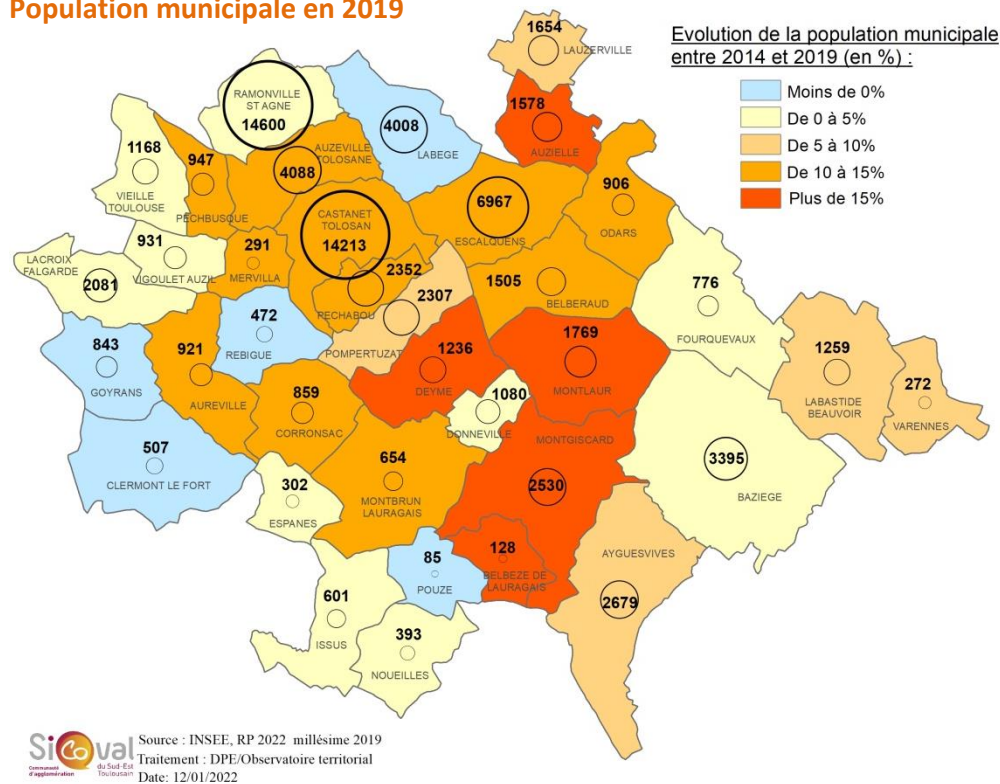 Population municipale en 2019
Evolution de la population municipale
entre 2014 et 2019 (en %) :
Moins de 0%
De 0 à 5%
De 5 à 10%
De 10 à 15%
Plus de 15%
1654
LAUZERVILLE
RAMONVILLE
ST AGNE
14600
4008
LABEGE
1578
AUZIELLE
1168
VIEILLE
TOULOUSE
947
PECHBUSQUE
AUZEVILLE
TOLOSANE
4088
CASTANET
TOLOSAN
14213
6967
ESCALQUENS
906
ODARS
931
VIGOULET AUZIL
291
MERVILLA
LACROIX
FALGARDE
2081
2352
PECHABOU
2307
POMPERTUZAT
1505
BELBERAUD
776
FOURQUEVAUX
472
REBIGUE
843
GOYRANS
921
AUREVILLE
1236
DEYME
1769
MONTLAUR
1259
LABASTIDE
BEAUVOIR
272
VARENNES
859
CORRONSAC
1080
DONNEVILLE
MONTGISCARD
2530
507
CLERMONT LE FORT
654
MONTBRUN
LAURAGAIS
3395
BAZIEGE
302
ESPANES
85
POUZE
128
BELBEZE DE
LAURAGAIS
AYGUESVIVES
2679
601
ISSUS
393
NOUEILLES
Sicoval
Communauté
d'agglomération
du Sud-Est
Toulousain
Source : INSEE, RP 2022 millésime 2019
Traitement : DPE/Observatoire territorial
Date: 12/01/2022